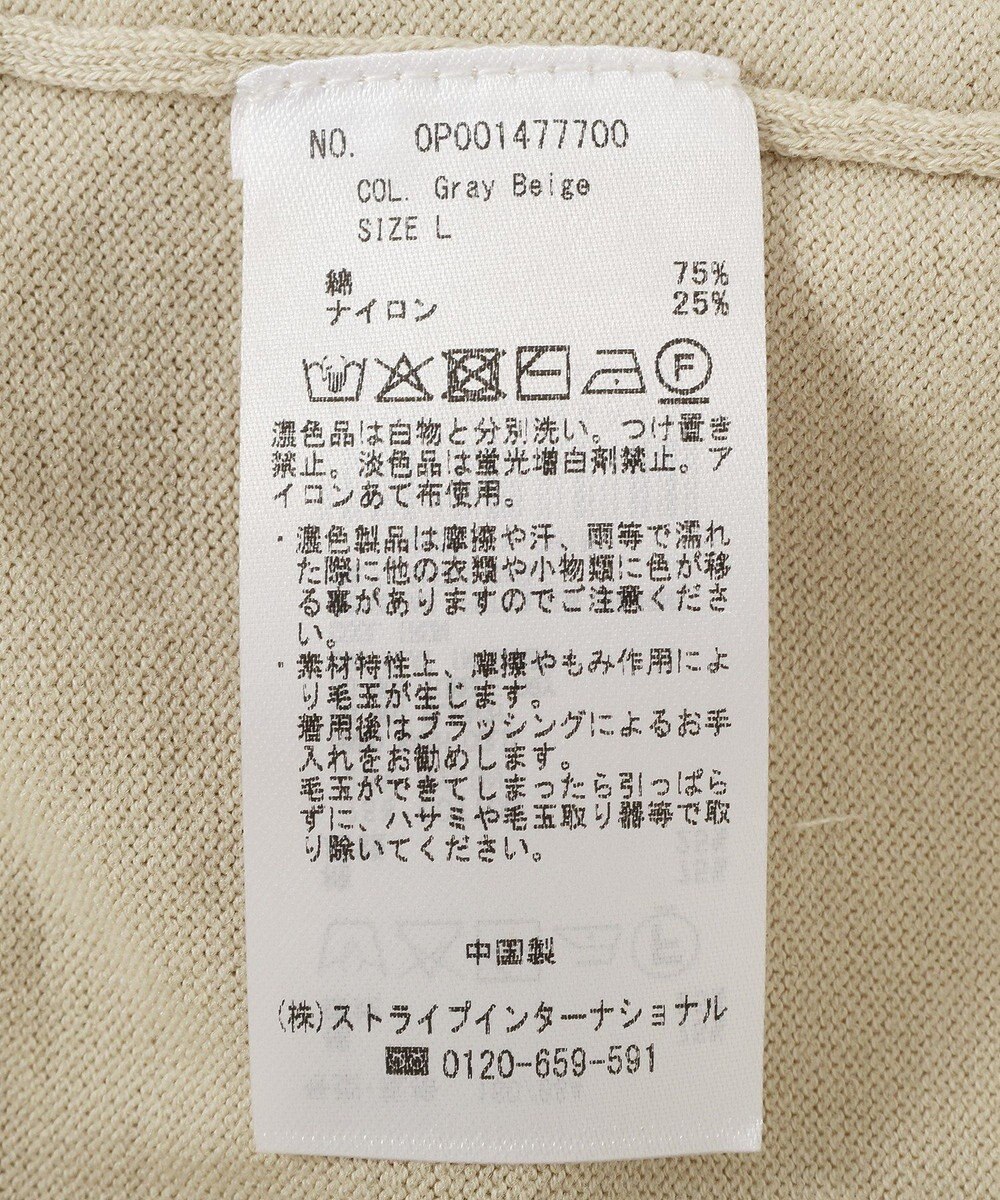 NO. OP001477700
COL. Gray Beige
SIZE L
綿 75%
ナイロン 25%
F
濃色品は白物と分別洗い。つけ置き
禁止。淡色品は蛍光増白剤禁止。ア
イロンあて布使用。
・濃色製品は摩擦や汗、雨等で濡れ
た際に他の衣類や小物類に色が移
る事がありますのでご注意くださ
い。
・素材特性上、摩擦やもみ作用によ
り毛玉が生じます。
着用後はブラッシングによるお手
入れをお勧めします。
毛玉ができてしまったら引っぱら
ずに、ハサミや毛玉取り器等で取
り除いてください。
中国製
(株)ストライプインターナショナル
0120-659-591